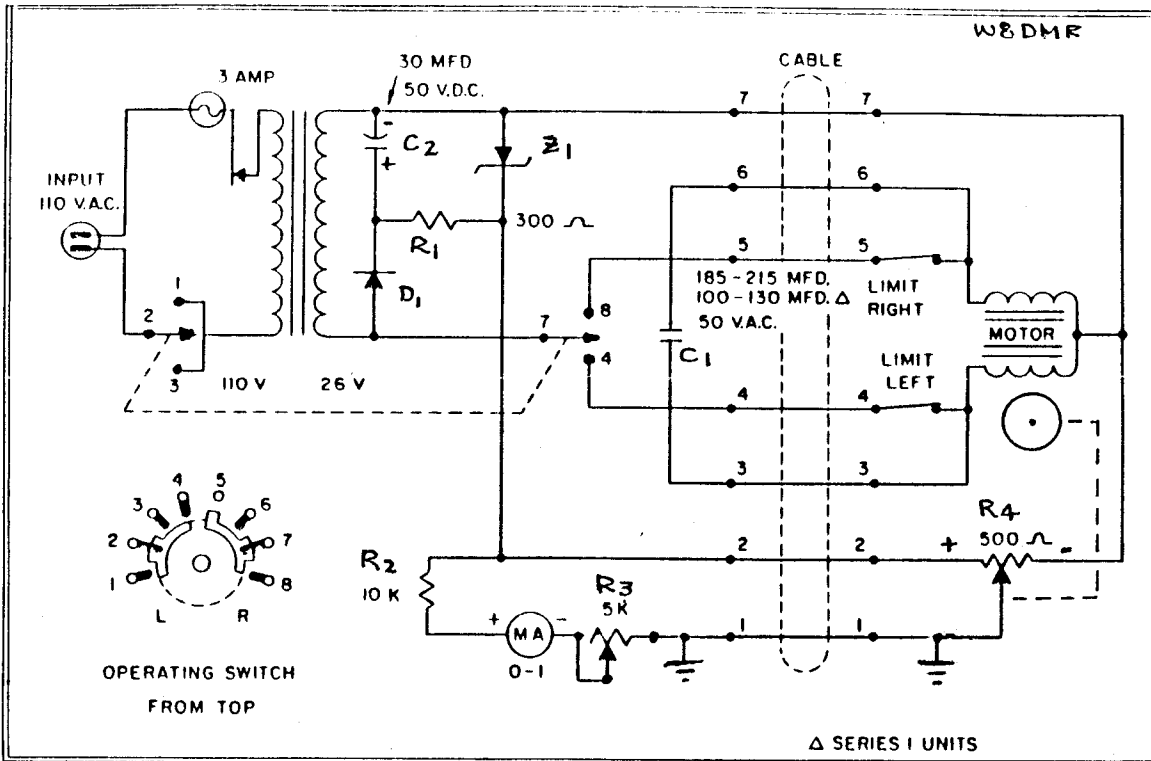 W8DMR
3 AMP
30 MFD
50 V.D.C.
CABLE
INPUT
110 V.A.C.
C2
+
-
Z1
300 Ω
R1
D1
7
7
6
6
5
5
185-215 MFD.
100-130 MFD. Δ
50 V.A.C.
C1
LIMIT
RIGHT
MOTOR
LIMIT
LEFT
1
2
3
110 V
26 V
7
8
4
4
4
3
3
2
2
1
1
R2
10 K
+
MA
-
0-1
R3
5K
R4
500 Ω
+
-
1
2
3
4
5
6
7
8
L
R
OPERATING SWITCH
FROM TOP
Δ SERIES 1 UNITS